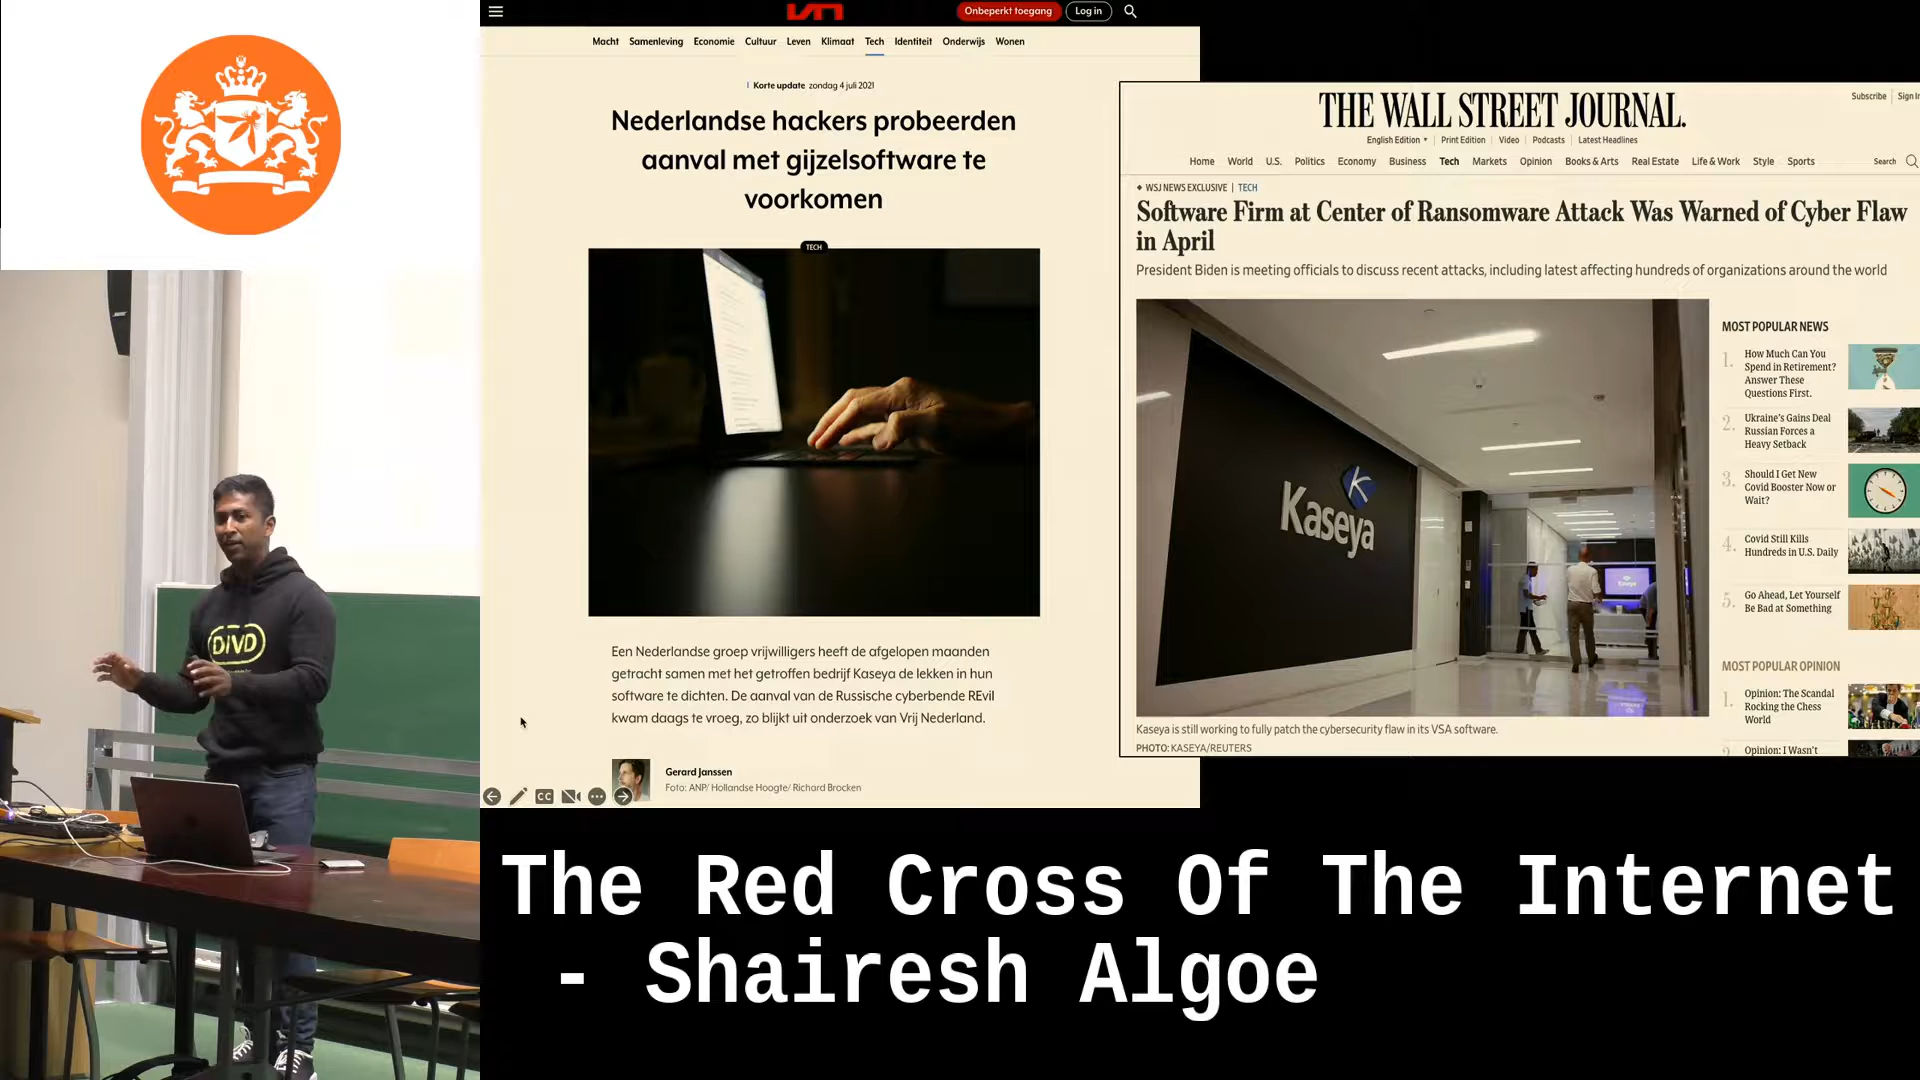 DIVD
Onbeperkt toegang
Log in
Macht Samenleving Economie Cultuur Leven Klimaat Tech Identiteit Onderwijs Wonen
Korte update zondag 4 juli 2021
Nederlandse hackers probeerden
aanval met gijzelsoftware te
voorkomen
TECH
Een Nederlandse groep vrijwilligers heeft de afgelopen maanden
getracht samen met het getroffen bedrijf Kaseya de lekken in hun
software te dichten. De aanval van de Russische cyberbende REvil
kwam daags te vroeg, zo blijkt uit onderzoek van Vrij Nederland.
Gerard Janssen
Foto: ANP/ Hollandse Hoogte/ Richard Brocken
CC
Subscribe
Sign In
THE WALL STREET JOURNAL.
English Edition Print Edition Video Podcasts Latest Headlines
Home World U.S. Politics Economy Business Tech Markets Opinion Books & Arts Real Estate Life & Work Style Sports Search
WSJ NEWS EXCLUSIVE | TECH
Software Firm at Center of Ransomware Attack Was Warned of Cyber Flaw
in April
President Biden is meeting officials to discuss recent attacks, including latest affecting hundreds of organizations around the world
Kaseya
Kaseya is still working to fully patch the cybersecurity flaw in its VSA software.
PHOTO: KASEYA/REUTERS
MOST POPULAR NEWS
1. How Much Can You
Spend in Retirement?
Answer These
Questions First.
2. Ukraine's Gains Deal
Russian Forces a
Heavy Setback
3. Should I Get New
Covid Booster Now or
Wait?
4. Covid Still Kills
Hundreds in U.S. Daily
5. Go Ahead, Let Yourself
Be Bad at Something
MOST POPULAR OPINION
1. Opinion: The Scandal
Rocking the Chess
World
Opinion: I Wasn't
The Red Cross Of The Internet
- Shairesh Algoe